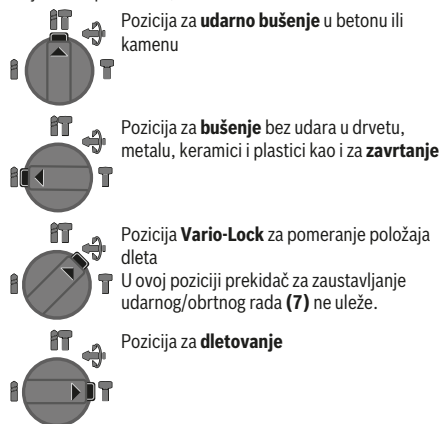 Pozicija za udarno bušenje u betonu ili
kamenu
Pozicija za bušenje bez udara u drvetu,
metalu, keramici i plastici kao i za zavrtanje
Pozicija Vario-Lock za pomeranje položaja
dleta
U ovoj poziciji prekidač za zaustavljanje
udarnog/obrtnog rada (7) ne uleže.
Pozicija za dletovanje